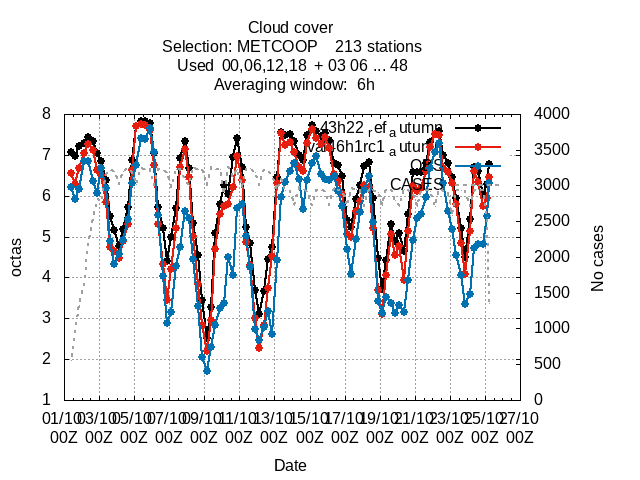 Cloud cover
Selection: METCOOP 213 stations
Used 00,06,12,18 + 03 06 ... 48
Averaging window: 6h
octas
No cases
8
7
6
5
4
3
2
1
4000
3500
3000
2500
2000
1500
1000
500
0
43h22_ref_autumn
OBS
CASES
01/10 03/10 05/10 07/10 09/10 11/10 13/10 15/10 17/10 19/10 21/10 23/10 25/10 27/10
00Z 00Z 00Z 00Z 00Z 00Z 00Z 00Z 00Z 00Z 00Z 00Z 00Z 00Z
Date